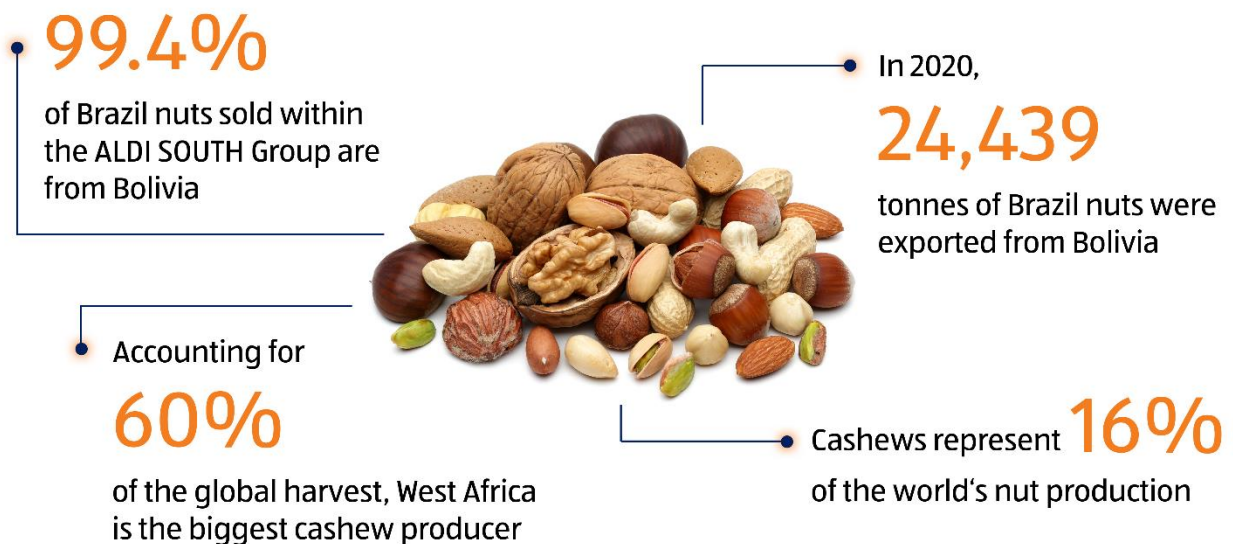 99.4%
of Brazil nuts sold within
the ALDI SOUTH Group are
from Bolivia
In 2020,
24,439
tonnes of Brazil nuts were
exported from Bolivia
Accounting for
60%
of the global harvest, West Africa
is the biggest cashew producer
Cashews represent 16%
of the world‘s nut production